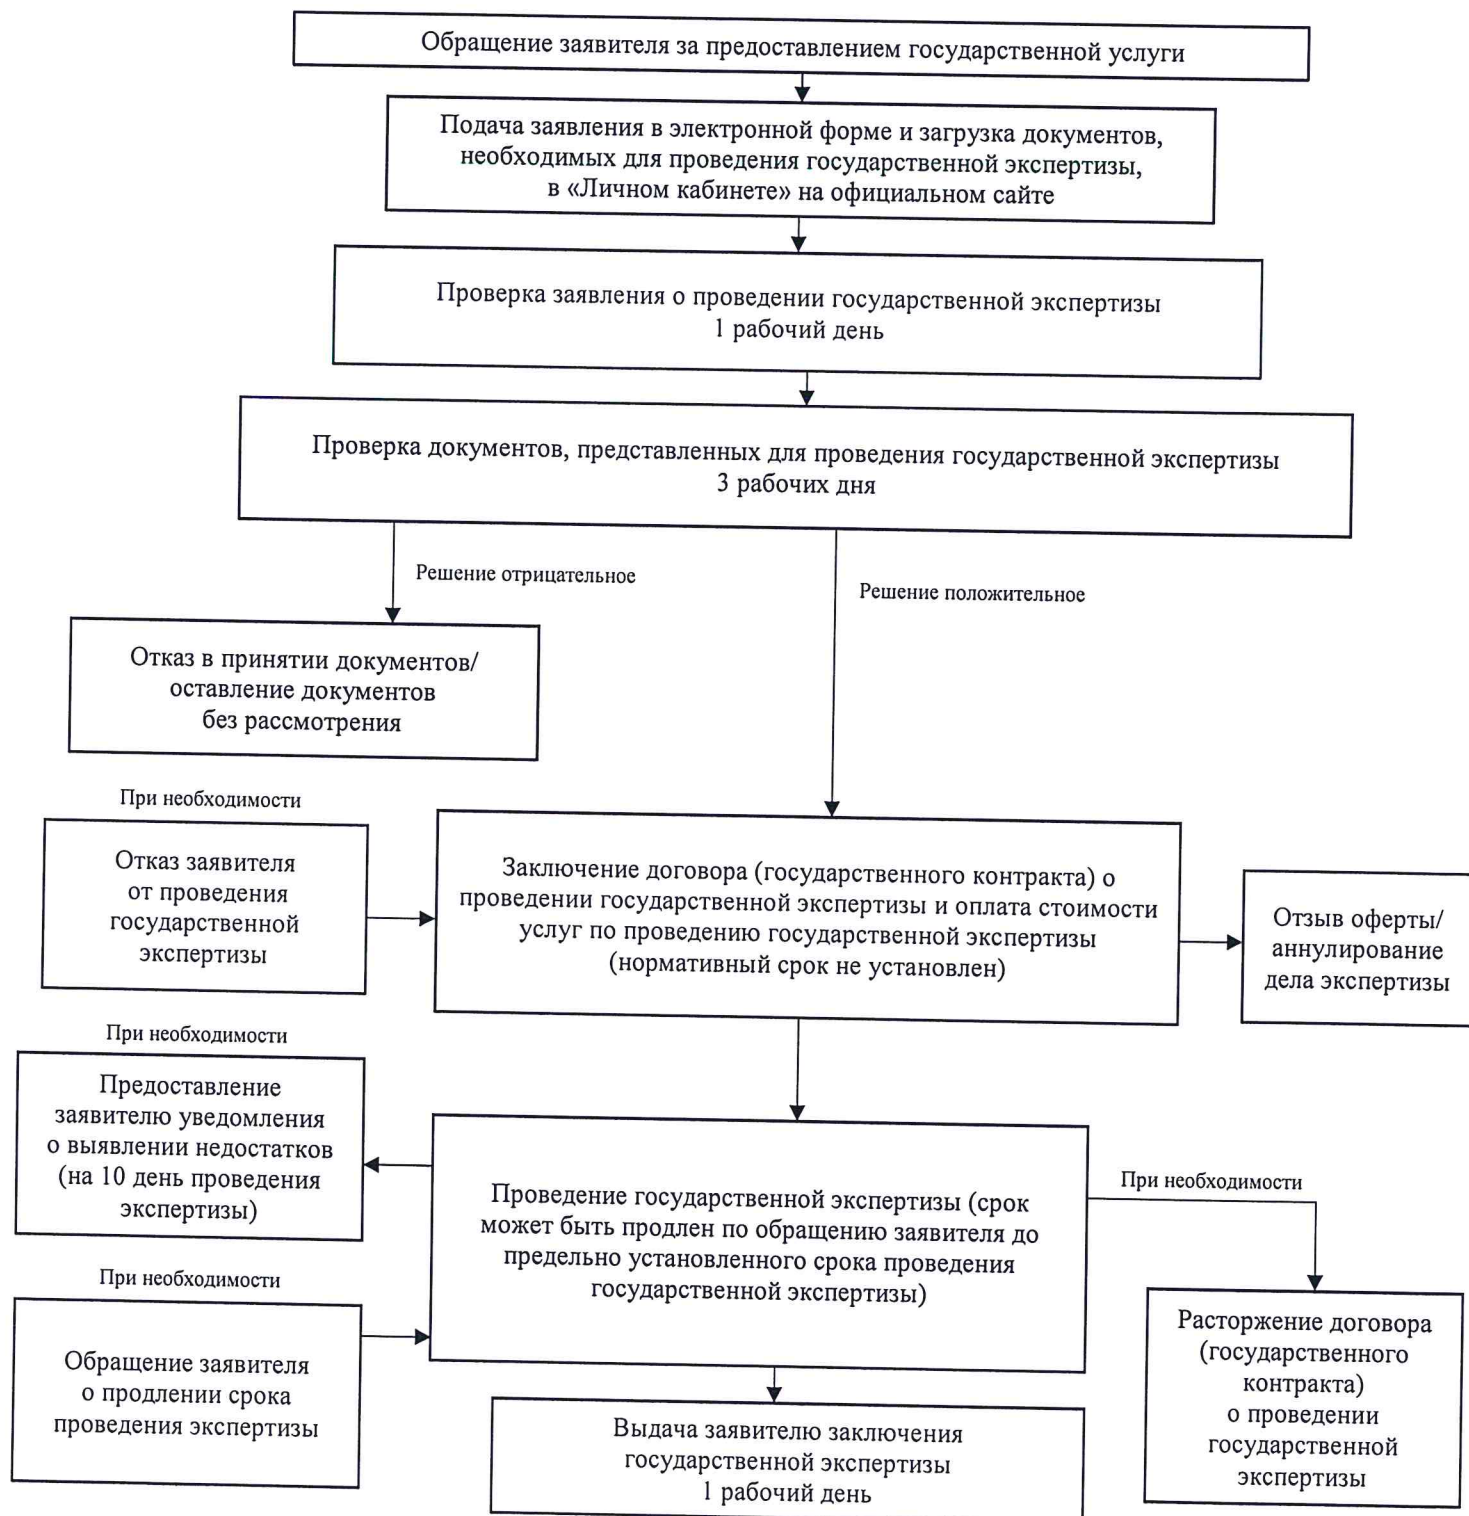 Обращение заявителя за предоставлением государственной услуги
Подача заявления в электронной форме и загрузка документов,
необходимых для проведения государственной экспертизы,
в «Личном кабинете» на официальном сайте
Проверка заявления о проведении государственной экспертизы
1 рабочий день
Проверка документов, представленных для проведения государственной экспертизы
3 рабочих дня
Решение отрицательное
Решение положительное
Отказ в принятии документов/
оставление документов
без рассмотрения
При необходимости
Отказ заявителя
от проведения
государственной
экспертизы
Заключение договора (государственного контракта) о
проведении государственной экспертизы и оплата стоимости
услуг по проведению государственной экспертизы
(нормативный срок не установлен)
Отзыв оферты/
аннулирование
дела экспертизы
При необходимости
Предоставление
заявителю уведомления
о выявлении недостатков
(на 10 день проведения
экспертизы)
Проведение государственной экспертизы (срок
может быть продлен по обращению заявителя до
предельно установленного срока проведения
государственной экспертизы)
При необходимости
При необходимости
Обращение заявителя
о продлении срока
проведения экспертизы
Расторжение договора
(государственного
контракта)
о проведении
государственной
экспертизы
Выдача заявителю заключения
государственной экспертизы
1 рабочий день